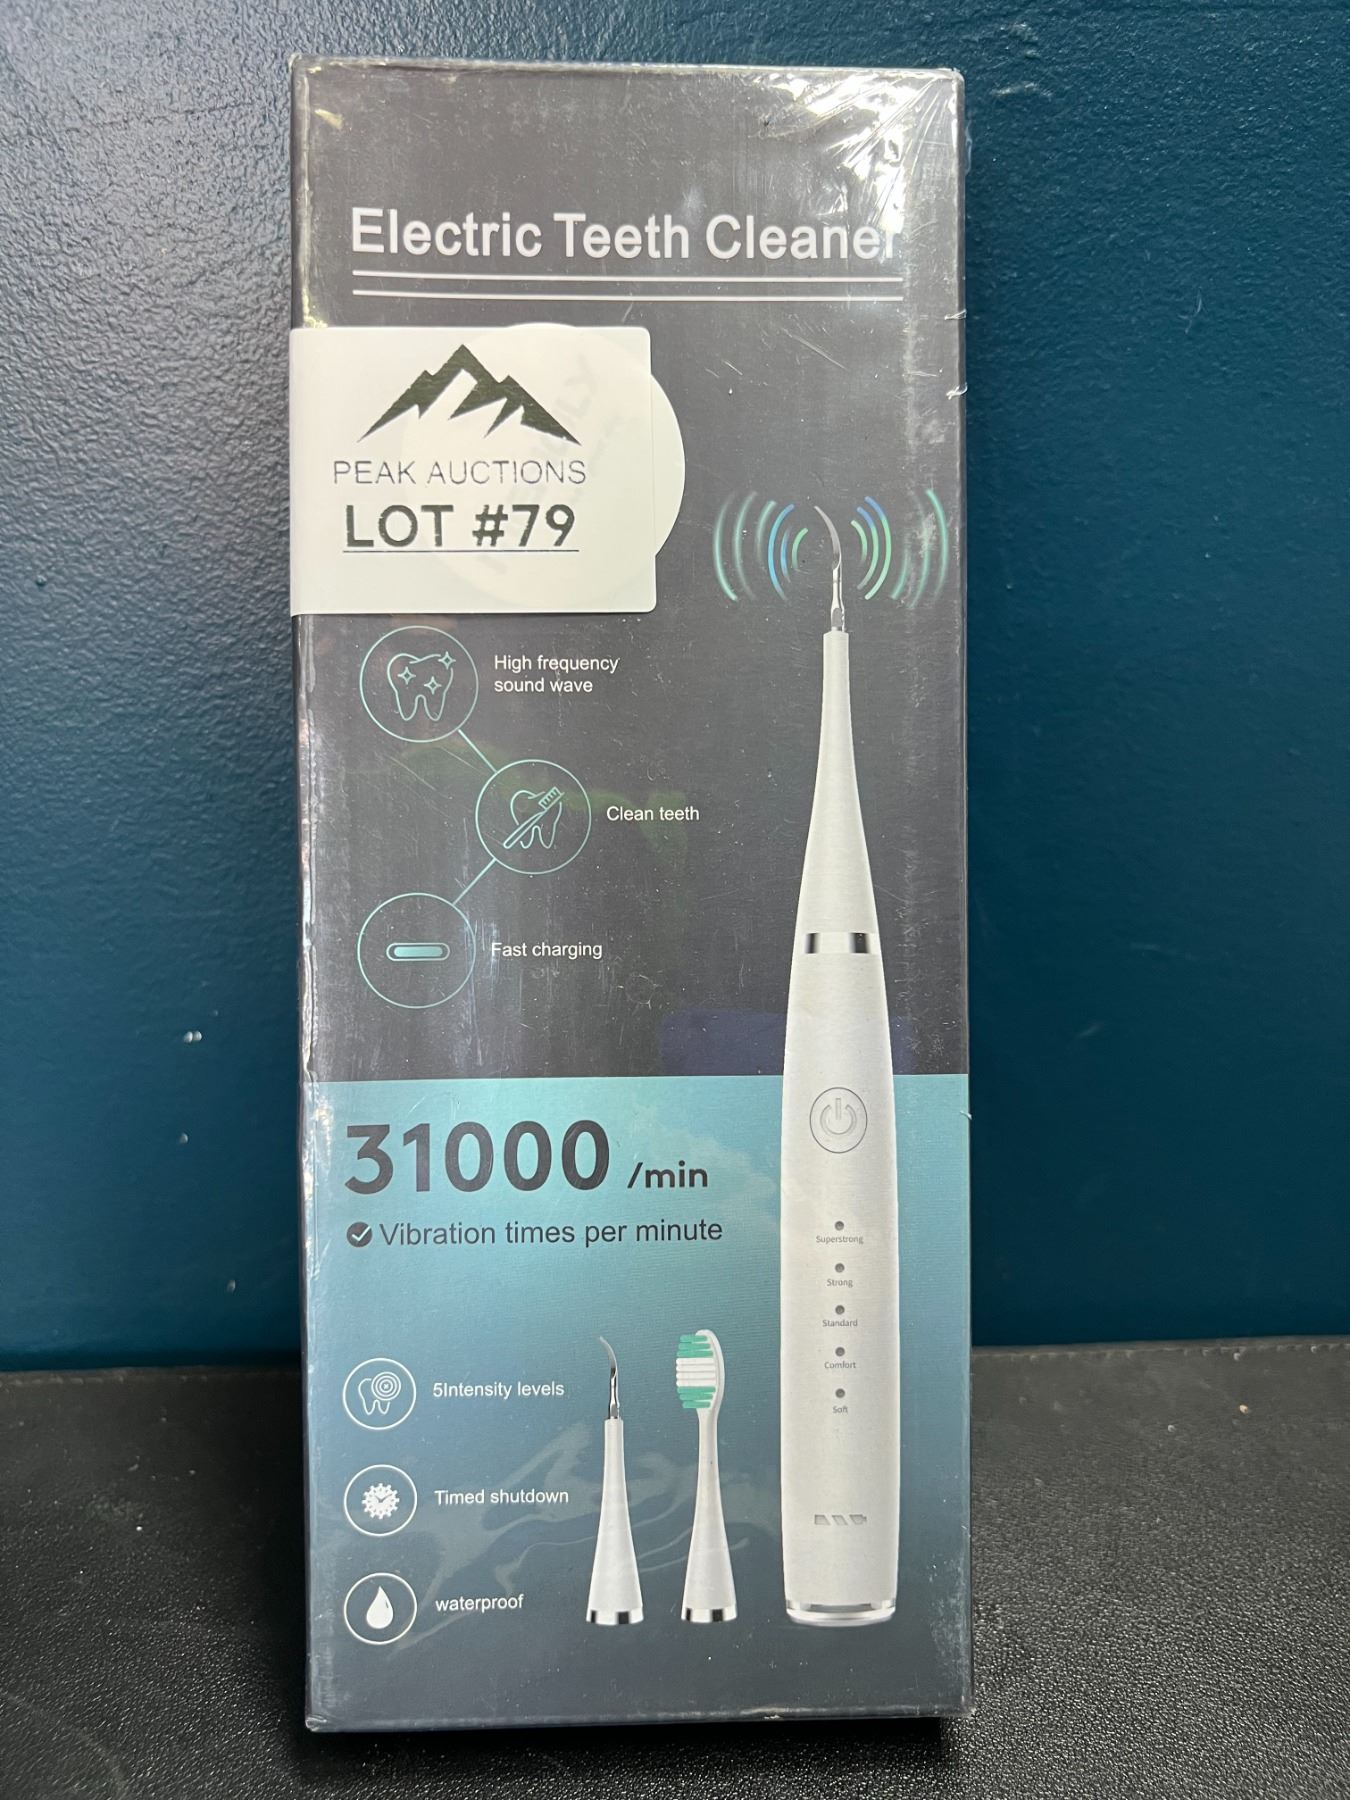 Electric Teeth Cleaner
PEAK AUCTIONS
LOT #79
High frequency
sound wave
Clean teeth
Fast charging
31000 /min
Vibration times per minute
Superstrong
Strong
Standard
Comfort
Soft
5Intensity levels
Timed shutdown
waterproof